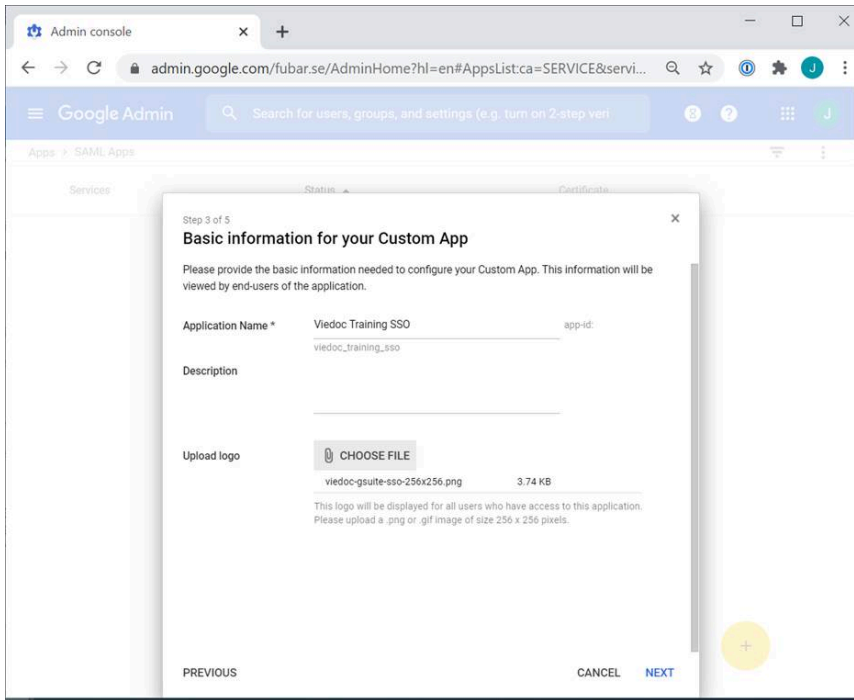 Admin console
admin.google.com/fubar.se/AdminHome?hl=en#AppsList:ca=SERVICE&servi...
J
Google Admin
Search for users, groups, and settings (e.g. turn on 2-step veri
8
?
J
Apps > SAML Apps
Services
Status
Certificate
Step 3 of 5
Basic information for your Custom App
Please provide the basic information needed to configure your Custom App. This information will be
viewed by end-users of the application.
Application Name *
Viedoc Training SSO
app-id:
viedoc_training_sso
Description
Upload logo
CHOOSE FILE
viedoc-gsuite-sso-256x256.png 3.74 KB
This logo will be displayed for all users who have access to this application.
Please upload a .png or .gif image of size 256 x 256 pixels.
PREVIOUS
CANCEL
NEXT